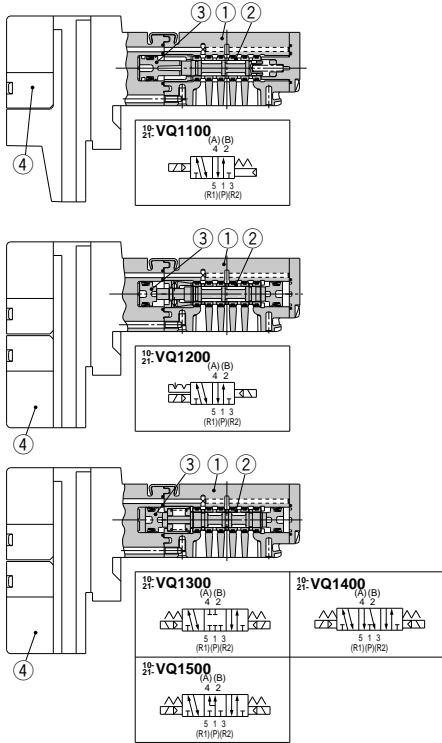 ③ ① ②
④
10-
21- VQ1100
(A) (B)
4 2
5 1 3
(R1)(P)(R2)
③ ① ②
④
10-
21- VQ1200
(A) (B)
4 2
5 1 3
(R1)(P)(R2)
③ ① ②
④
10-
21- VQ1300
(A) (B)
4 2
5 1 3
(R1)(P)(R2)
10-
21- VQ1400
(A) (B)
4 2
5 1 3
(R1)(P)(R2)
10-
21- VQ1500
(A) (B)
4 2
5 1 3
(R1)(P)(R2)